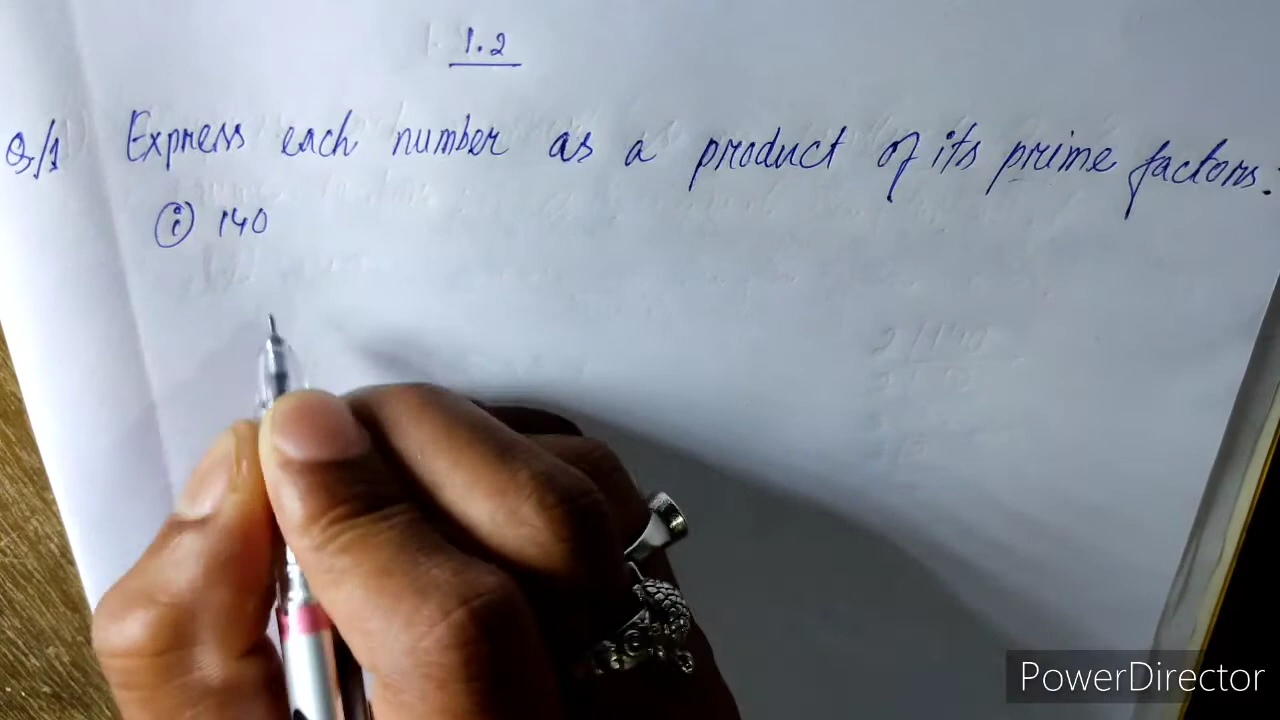 1.2
Q/1 Express each number as a product of its prime factors.
(i) 140
PowerDirector